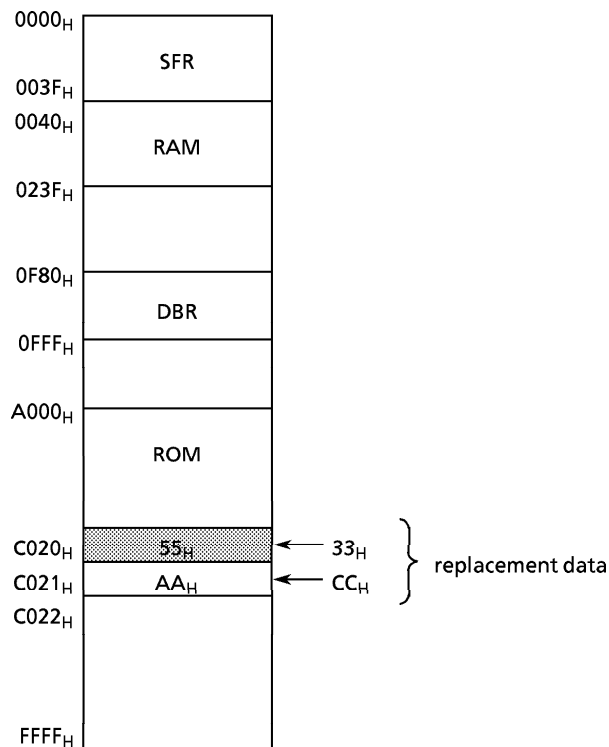 0000H
SFR
003FH
0040H
RAM
023FH
0F80H
DBR
0FFFH
A000H
ROM
C020H 55H 33H
replacement data
C021H AAH CCH
C022H
FFFFH